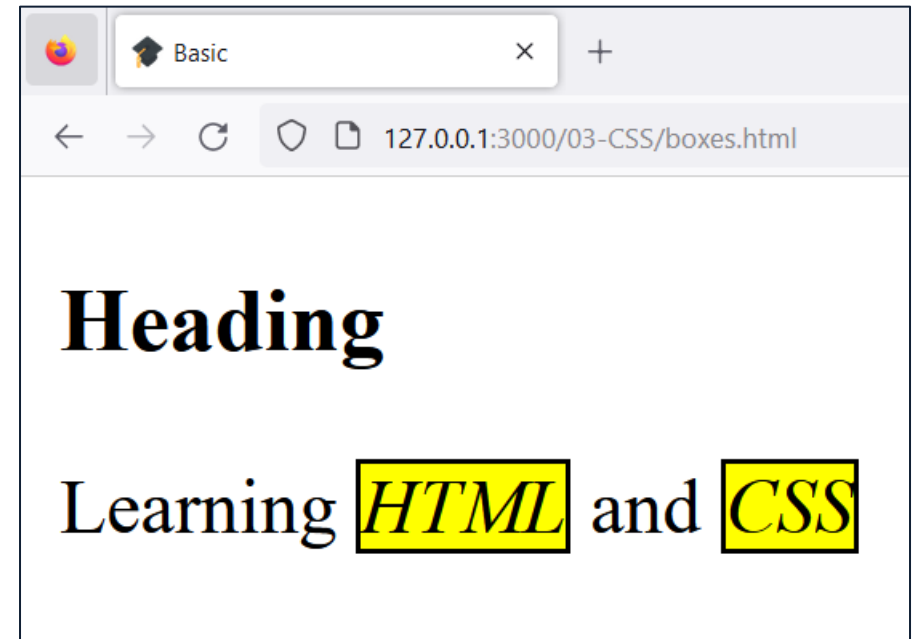 Basic
127.0.0.1:3000/03-CSS/boxes.html
Heading
Learning HTML and CSS